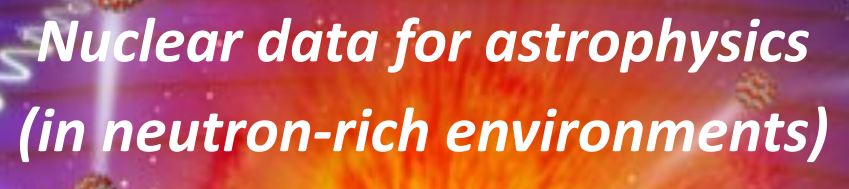 Nuclear data for astrophysics
(in neutron-rich environments)